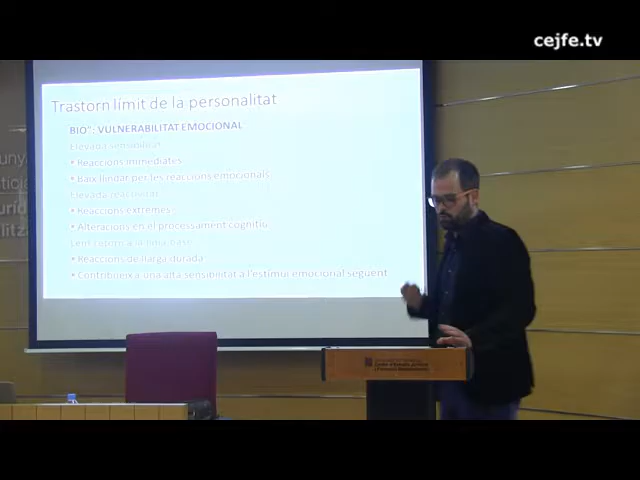 cejfe.tv
Trastorn límit de la personalitat
BIO": VULNERABILITAT EMOCIONAL
Elevada sensibilitat
• Reaccions immediates
• Baix llindar per les reaccions emocionals
Elevada reactivitat
• Reaccions extremes
• Alteracions en el processament cognitiu
Lent retorn a la línia base
• Reaccions de llarga durada
• Contribueix a una alta sensibilitat a l'estímul emocional següent